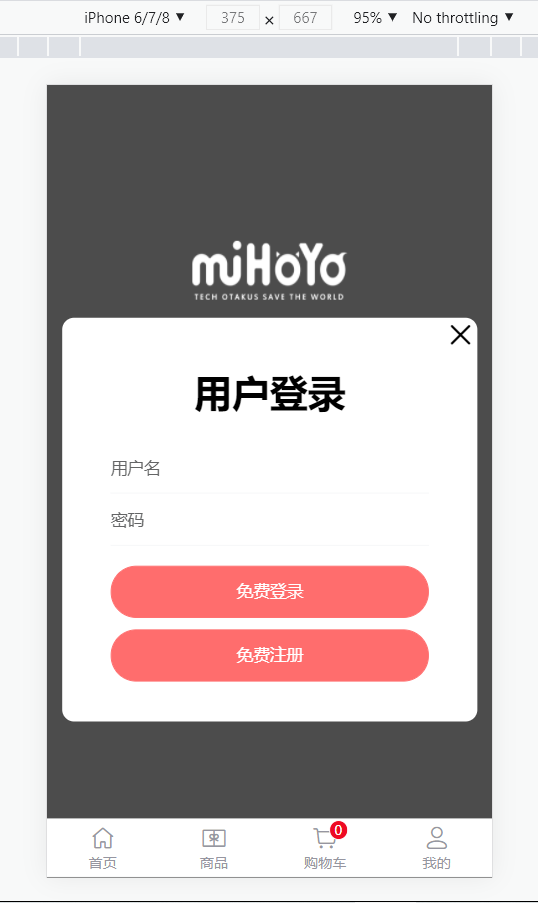 iPhone 6/7/8 ▼ 375 × 667 95% ▼ No throttling ▼
miHoYo
TECH OTAKUS SAVE THE WORLD
用户登录
用户名
密码
免费登录
免费注册
0
首页 商品 购物车 我的